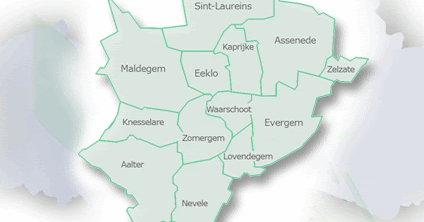 Sint-Laureins
Kaprijke
Assenede
Maldegem
Eeklo
Zelzate
Waarschoot
Knesselare
Evergem
Zomergem
Lovendegem
Aalter
Nevele